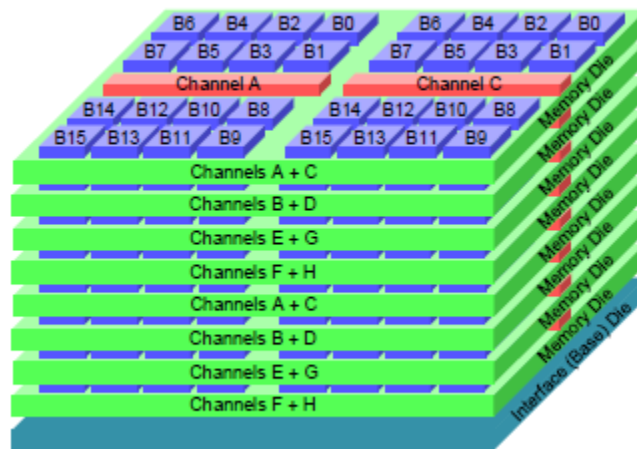 B6 B4 B2 B0 B6 B4 B2 B0
B7 B5 B3 B1 B7 B5 B3 B1
Channel A Channel C
B14 B12 B10 B8 B14 B12 B10 B8
B15 B13 B11 B9 B15 B13 B11 B9
Channels A + C
Channels B + D
Channels E + G
Channels F + H
Channels A + C
Channels B + D
Channels E + G
Channels F + H
Memory Die
Memory Die
Memory Die
Memory Die
Memory Die
Memory Die
Memory Die
Memory Die
Interface (Base) Die